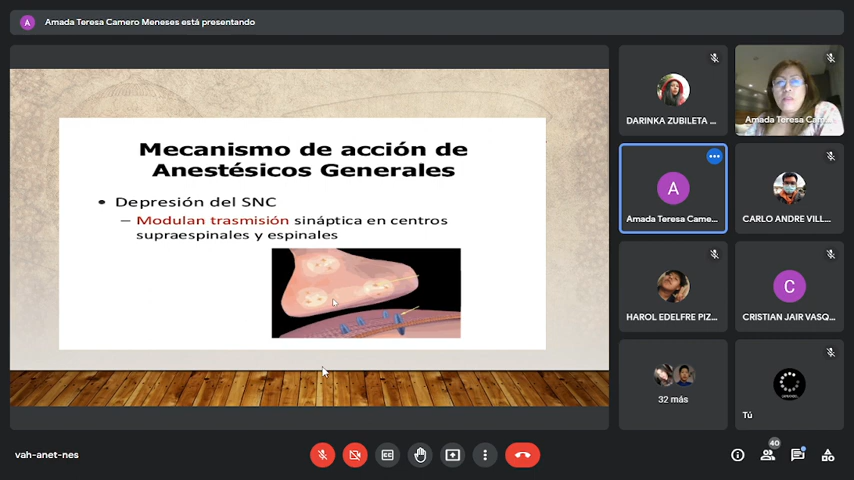 A
Amada Teresa Camero Meneses está presentando
Mecanismo de acción de
Anestésicos Generales
• Depresión del SNC
– Modulan trasmisión sináptica en centros
supraespinales y espinales
DARINKA ZUBILETA ...
Amada Teresa Cam...
A
Amada Teresa Came...
CARLO ANDRE VILL...
HAROL EDELFRE PIZ...
C
CRISTIAN JAIR VASQ...
32 más
Tú
vah-anet-nes
40